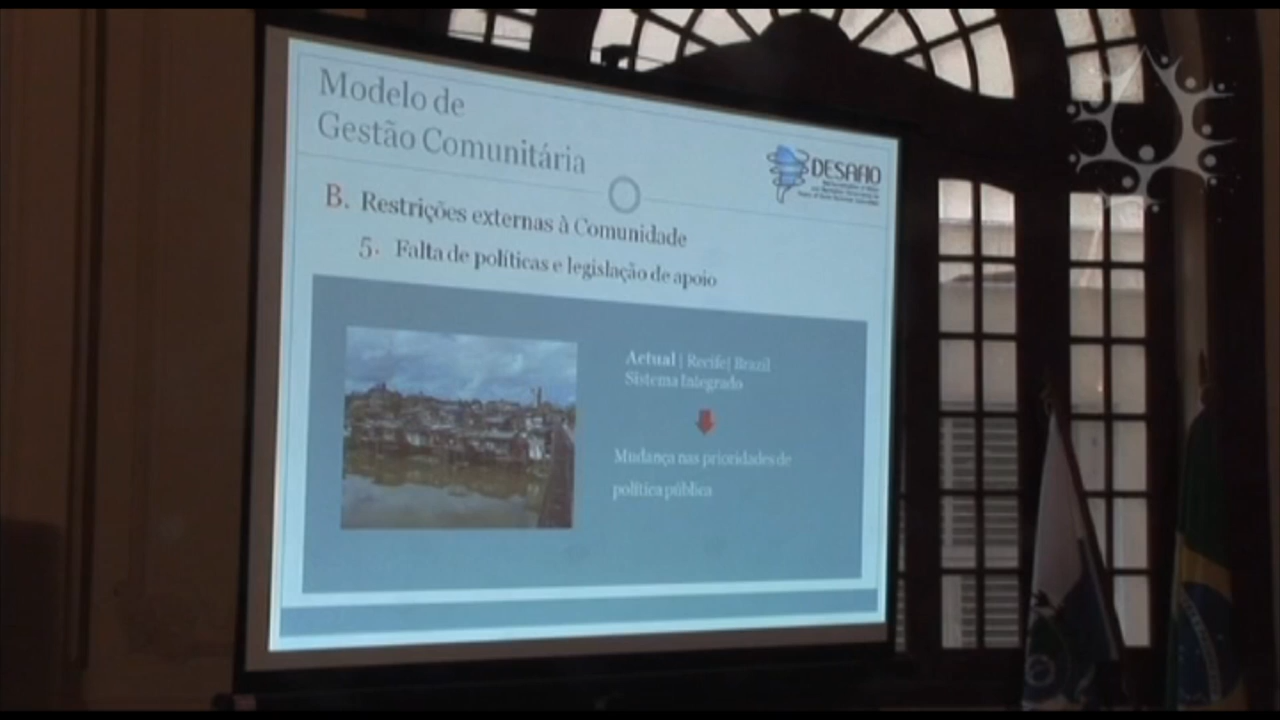 Modelo de
Gestão Comunitária
DESAFIO
B. Restrições externas à Comunidade
5. Falta de políticas e legislação de apoio
Actual | Recife | Brazil
Sistema Integrado
Mudança nas prioridades de
política pública